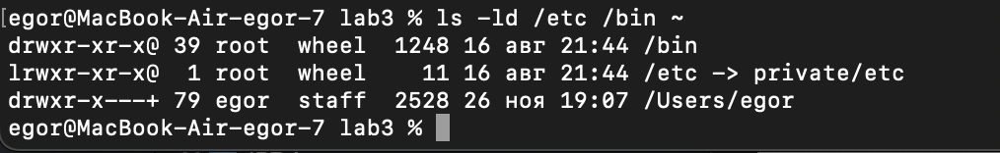 [egor@MacBook-Air-egor-7 lab3 % ls -ld /etc /bin ~
drwxr-xr-x@ 39 root  wheel  1248 16 авг 21:44 /bin
lrwxr-xr-x@  1 root  wheel    11 16 авг 21:44 /etc -> private/etc
drwxr-x---+ 79 egor  staff  2528 26 ноя 19:07 /Users/egor
egor@MacBook-Air-egor-7 lab3 %